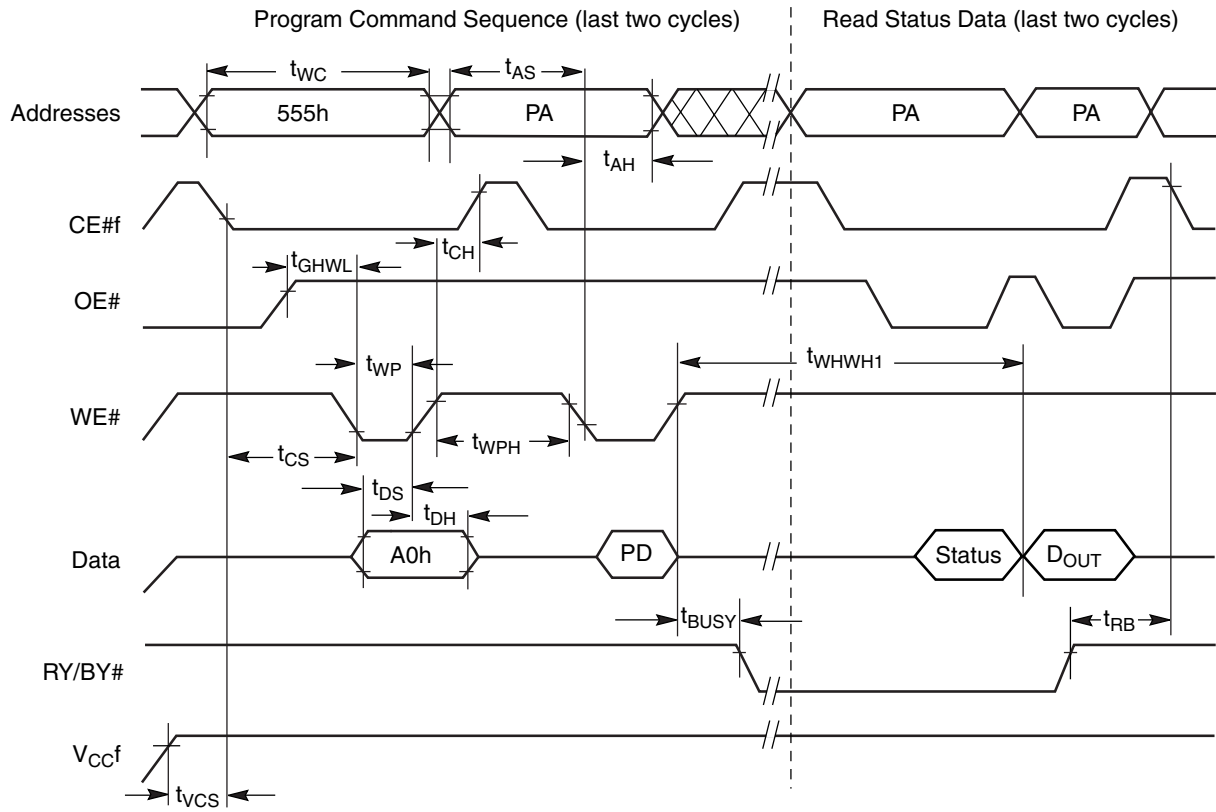 Program Command Sequence (last two cycles) Read Status Data (last two cycles)
tWC tAS
Addresses 555h PA PA PA
tAH
CE#f
tCH
tGHWL
OE#
tWP tWHWH1
WE#
tWPH
tCS
tDS
tDH
Data A0h PD Status DOUT
tBUSY tRB
RY/BY#
VCCf
tVCS